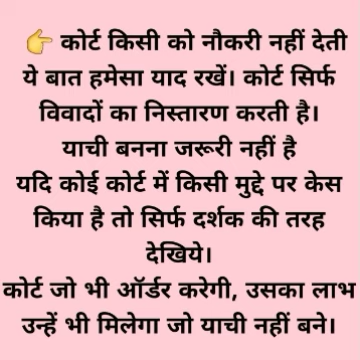 👉 कोर्ट किसी को नौकरी नहीं देती
ये बात हमेसा याद रखें। कोर्ट सिर्फ
विवादों का निस्तारण करती है।
याची बनना जरूरी नहीं है
यदि कोई कोर्ट में किसी मुद्दे पर केस
किया है तो सिर्फ दर्शक की तरह
देखिये।
कोर्ट जो भी ऑर्डर करेगी, उसका लाभ
उन्हें भी मिलेगा जो याची नहीं बने।